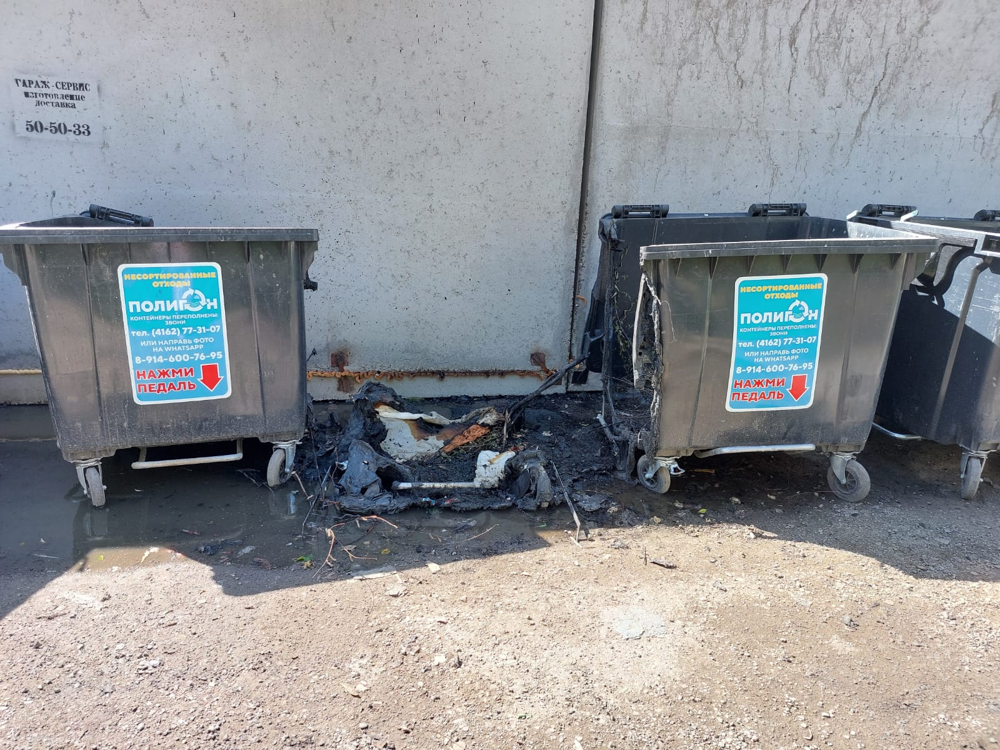 ГАРАЖ-СЕРВИС
изготовление
доставка
50-50-33
НЕСОРТИРОВАННЫЕ
ОТХОДЫ
ПОЛИГОН
КОНТЕЙНЕРЫ ПЕРЕПОЛНЕНЫ:
ЗВОНИ
тел. (4162) 77-31-07
ИЛИ НАПРАВЬ ФОТО
НА WHATSAPP
8-914-600-76-95
НАЖМИ
ПЕДАЛЬ
НЕСОРТИРОВАННЫЕ
ОТХОДЫ
ПОЛИГОН
КОНТЕЙНЕРЫ ПЕРЕПОЛНЕНЫ:
ЗВОНИ
тел. (4162) 77-31-07
ИЛИ НАПРАВЬ ФОТО
НА WHATSAPP
8-914-600-76-95
НАЖМИ
ПЕДАЛЬ